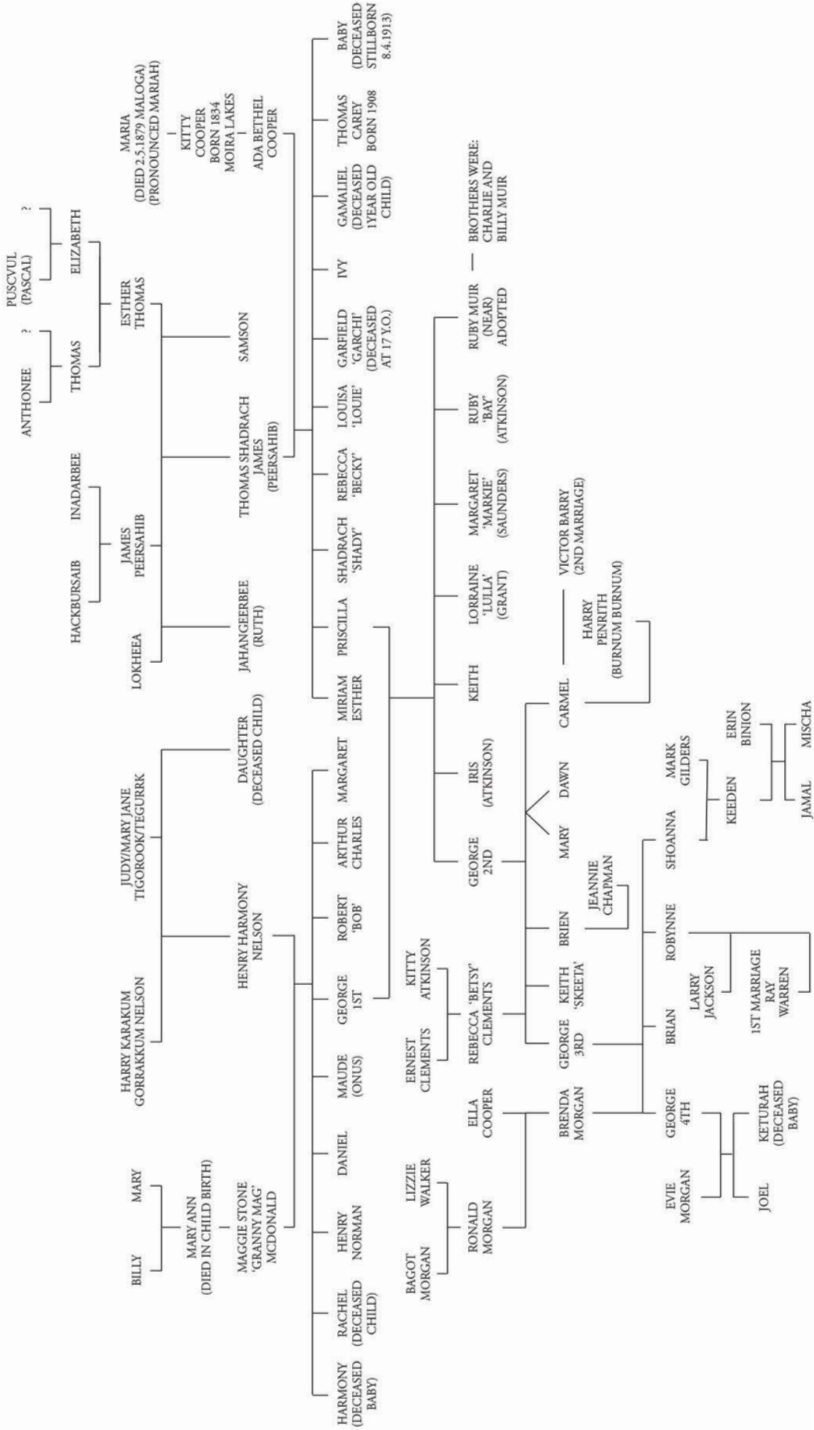 PUSCVUL
(PASCAL)
?
ANTHONEE
?
ELIZABETH
THOMAS
HACKBURSAIB
INADARBEE
ESTHER
THOMAS
JAMES
PEERSAHIB
LOKHEEA
MARIA
(DIED 2.5.1879 MALOGA)
(PRONOUNCED MARIAH)
KITTY
COOPER
BORN 1834
MOIRA LAKES
ADA BETHEL
COOPER
SAMSON
THOMAS SHADRACH
JAMES
(PEERSAHIB)
JAHANGEERBEE
(RUTH)
BILLY
MARY
HARRY KARAKUM
GORRAKKUM NELSON
JUDY/MARY JANE
TIGOROOK/TEGURRK
MARY ANN
(DIED IN CHILD BIRTH)
MAGGIE STONE
'GRANNY MAG'
MCDONALD
HENRY HARMONY
NELSON
DAUGHTER
(DECEASED CHILD)
HARMONY
(DECEASED
BABY)
RACHEL
(DECEASED
CHILD)
HENRY
NORMAN
DANIEL
MAUDE
(ONUS)
GEORGE
1ST
ROBERT
'BOB'
ARTHUR
CHARLES
MARGARET
MIRIAM
ESTHER
PRISCILLA
SHADRACH
'SHADY'
REBECCA
'BECKY'
LOUISA
'LOUIE'
GARFIELD
'GARCHI'
(DECEASED
AT 17 Y.O.)
IVY
GAMALIEL
(DECEASED
1YEAR OLD
CHILD)
THOMAS
CAREY
BORN 1908
BABY
(DECEASED
STILLBORN
8.4.1913)
BAGOT
MORGAN
LIZZIE
WALKER
ERNEST
CLEMENTS
KITTY
ATKINSON
RONALD
MORGAN
ELLA
COOPER
REBECCA 'BETSY'
CLEMENTS
GEORGE
2ND
IRIS
(ATKINSON)
KEITH
LORRAINE
'LULLA'
(GRANT)
MARGARET
'MARKIE'
(SAUNDERS)
RUBY
'BAY'
(ATKINSON)
RUBY MUIR
(NEAR)
ADOPTED
BROTHERS WERE:
CHARLIE AND
BILLY MUIR
BRENDA
MORGAN
GEORGE
3RD
KEITH
'SKEETA'
BRIEN
MARY
DAWN
CARMEL
VICTOR BARRY
(2ND MARRIAGE)
JEANNIE
CHAPMAN
HARRY
PENRITH
(BURNUM BURNUM)
GEORGE
4TH
BRIAN
ROBYNNE
SHOANNA
MARK
GILDERS
EVIE
MORGAN
LARRY
JACKSON
1ST MARRIAGE
RAY
WARREN
KEEDEN
ERIN
BINION
JOEL
KETURAH
(DECEASED
BABY)
JAMAL
MISCHA